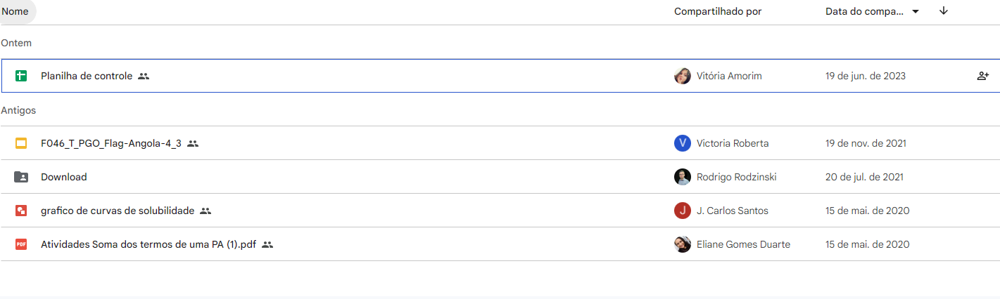 Nome Compartilhado por Data do compa...
Ontem
Planilha de controle Vitória Amorim 19 de jun. de 2023
Antigos
F046_T_PGO_Flag-Angola-4_3 V Victoria Roberta 19 de nov. de 2021
Download Rodrigo Rodzinski 20 de jul. de 2021
grafico de curvas de solubilidade J J. Carlos Santos 15 de mai. de 2020
PDF Atividades Soma dos termos de uma PA (1).pdf Eliane Gomes Duarte 15 de mai. de 2020